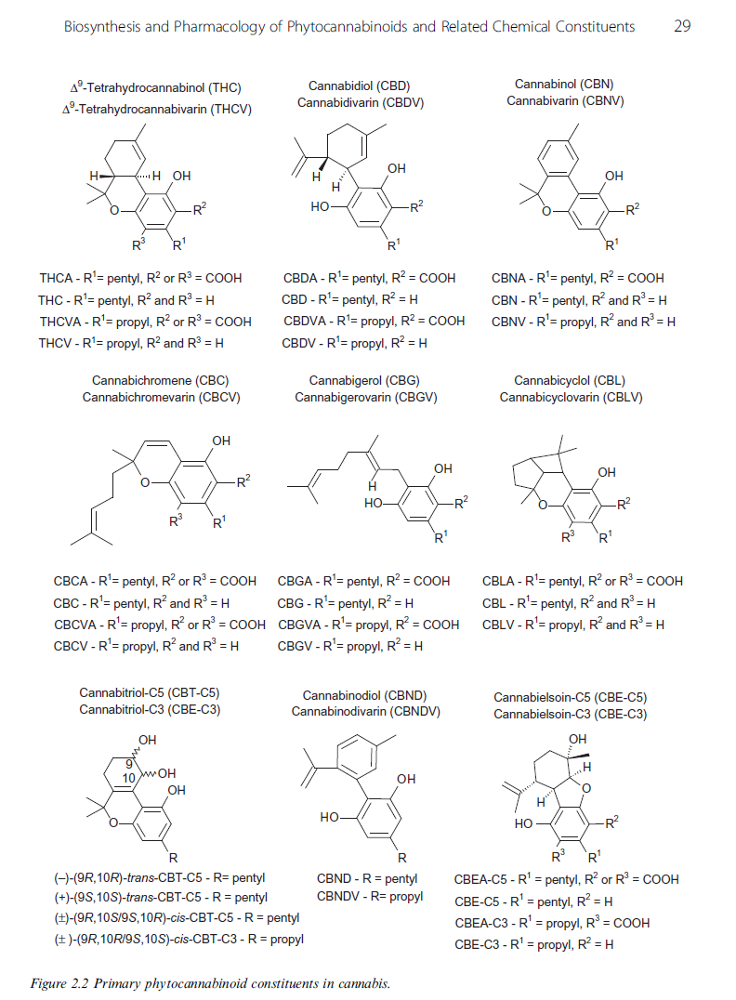 Biosynthesis and Pharmacology of Phytocannabinoids and Related Chemical Constituents 29
Δ⁹-Tetrahydrocannabinol (THC)
Δ⁹-Tetrahydrocannabivarin (THCV)
H
H
OH
O
R²
R³
R¹
THCA - R¹= pentyl, R² or R³ = COOH
THC - R¹= pentyl, R² and R³ = H
THCVA - R¹= propyl, R² or R³ = COOH
THCV - R¹= propyl, R² and R³ = H
Cannabidiol (CBD)
Cannabidivarin (CBDV)
H
H
OH
HO
R²
R¹
CBDA - R¹= pentyl, R² = COOH
CBD - R¹= pentyl, R² = H
CBDVA - R¹= propyl, R² = COOH
CBDV - R¹= propyl, R² = H
Cannabinol (CBN)
Cannabivarin (CBNV)
OH
O
R²
R¹
CBNA - R¹= pentyl, R² = COOH
CBN - R¹= pentyl, R² and R³ = H
CBNV - R¹= propyl, R² and R³ = H
Cannabichromene (CBC)
Cannabichromevarin (CBCV)
OH
O
R²
R³
R¹
CBCA - R¹= pentyl, R² or R³ = COOH
CBC - R¹= pentyl, R² and R³ = H
CBCVA - R¹= propyl, R² or R³ = COOH
CBCV - R¹= propyl, R² and R³ = H
Cannabigerol (CBG)
Cannabigerovarin (CBGV)
OH
H
HO
R²
R¹
CBGA - R¹= pentyl, R² = COOH
CBG - R¹= pentyl, R² = H
CBGVA - R¹= propyl, R² = COOH
CBGV - R¹= propyl, R² = H
Cannabicyclol (CBL)
Cannabicyclovarin (CBLV)
OH
O
R²
R³
R¹
CBLA - R¹= pentyl, R² or R³ = COOH
CBL - R¹= pentyl, R² and R³ = H
CBLV - R¹= propyl, R² and R³ = H
Cannabitriol-C5 (CBT-C5)
Cannabitriol-C3 (CBE-C3)
OH
9
10
OH
OH
O
R
(–)-(9R,10R)-trans-CBT-C5 - R= pentyl
(+)-(9S,10S)-trans-CBT-C5 - R = pentyl
(±)-(9R,10S/9S,10R)-cis-CBT-C5 - R = pentyl
(± )-(9R,10R/9S,10S)-cis-CBT-C3 - R = propyl
Cannabinodiol (CBND)
Cannabinodivarin (CBNDV)
OH
HO
R
CBND - R = pentyl
CBNDV - R= propyl
Cannabielsoin-C5 (CBE-C5)
Cannabielsoin-C3 (CBE-C3)
OH
H
O
H
HO
R²
R³
R¹
CBEA-C5 - R¹ = pentyl, R² or R³ = COOH
CBE-C5 - R¹ = pentyl, R² = H
CBEA-C3 - R¹ = propyl, R³ = COOH
CBE-C3 - R¹ = propyl, R² = H
Figure 2.2 Primary phytocannabinoid constituents in cannabis.